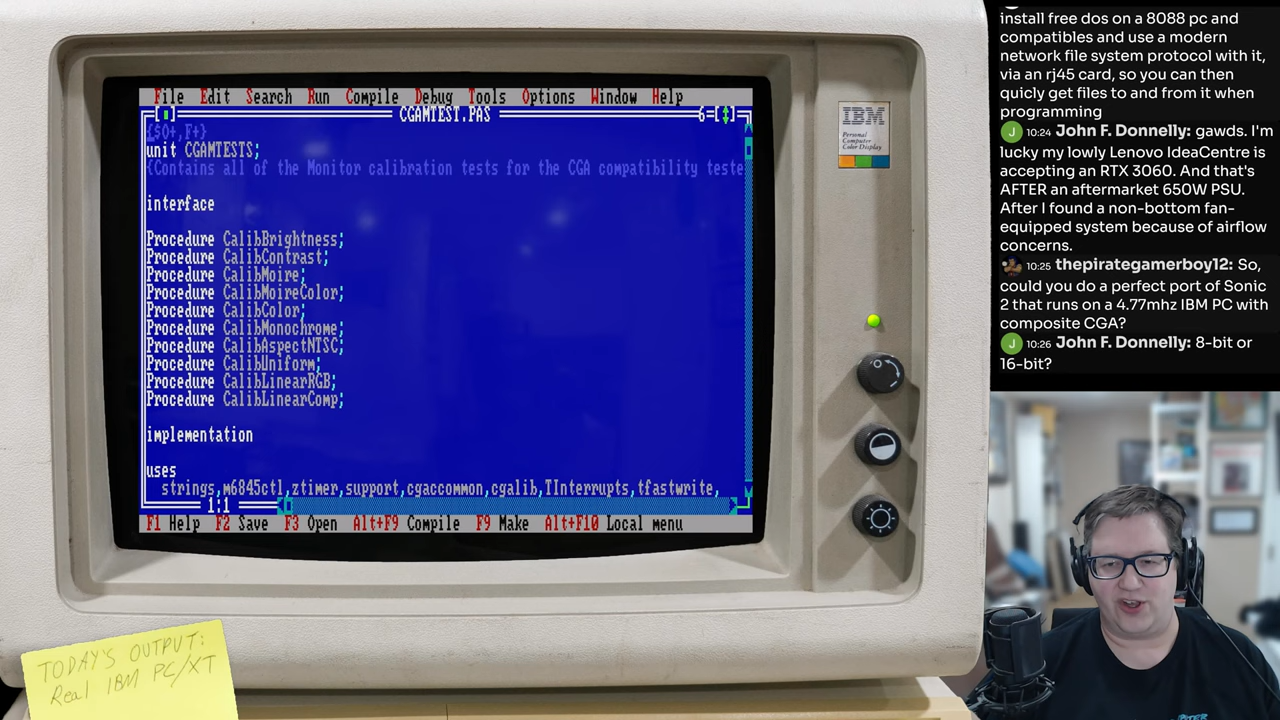 File Edit Search Run Compile Debug Tools Options Window Help
CGAMTEST.PAS 6
{$O+,F+}
unit CGAMTESTS;
{Contains all of the Monitor calibration tests for the CGA compatibility teste
interface
Procedure CalibBrightness;
Procedure CalibContrast;
Procedure CalibMoire;
Procedure CalibMoireColor;
Procedure CalibColor;
Procedure CalibMonochrome;
Procedure CalibAspectNTSC;
Procedure CalibUniform;
Procedure CalibLinearRGB;
Procedure CalibLinearComp;
implementation
uses
strings,m6845ctl,ztimer,support,cgaccommon,cgalib,TInterrupts,tfastwrite,
1:1
F1 Help F2 Save F3 Open Alt+F9 Compile F9 Make Alt+F10 Local menu
IBM
Personal
Computer
Color Display
TODAY'S OUTPUT:
Real IBM PC/XT
install free dos on a 8088 pc and
compatibles and use a modern
network file system protocol with it,
via an rj45 card, so you can then
quicly get files to and from it when
programming
J 10:24 John F. Donnelly: gawds. I'm
lucky my lowly Lenovo IdeaCentre is
accepting an RTX 3060. And that's
AFTER an aftermarket 650W PSU.
After I found a non-bottom fan-
equipped system because of airflow
concerns.
10:25 thepirategamerboy12: So,
could you do a perfect port of Sonic
2 that runs on a 4.77mhz IBM PC with
composite CGA?
J 10:26 John F. Donnelly: 8-bit or
16-bit?